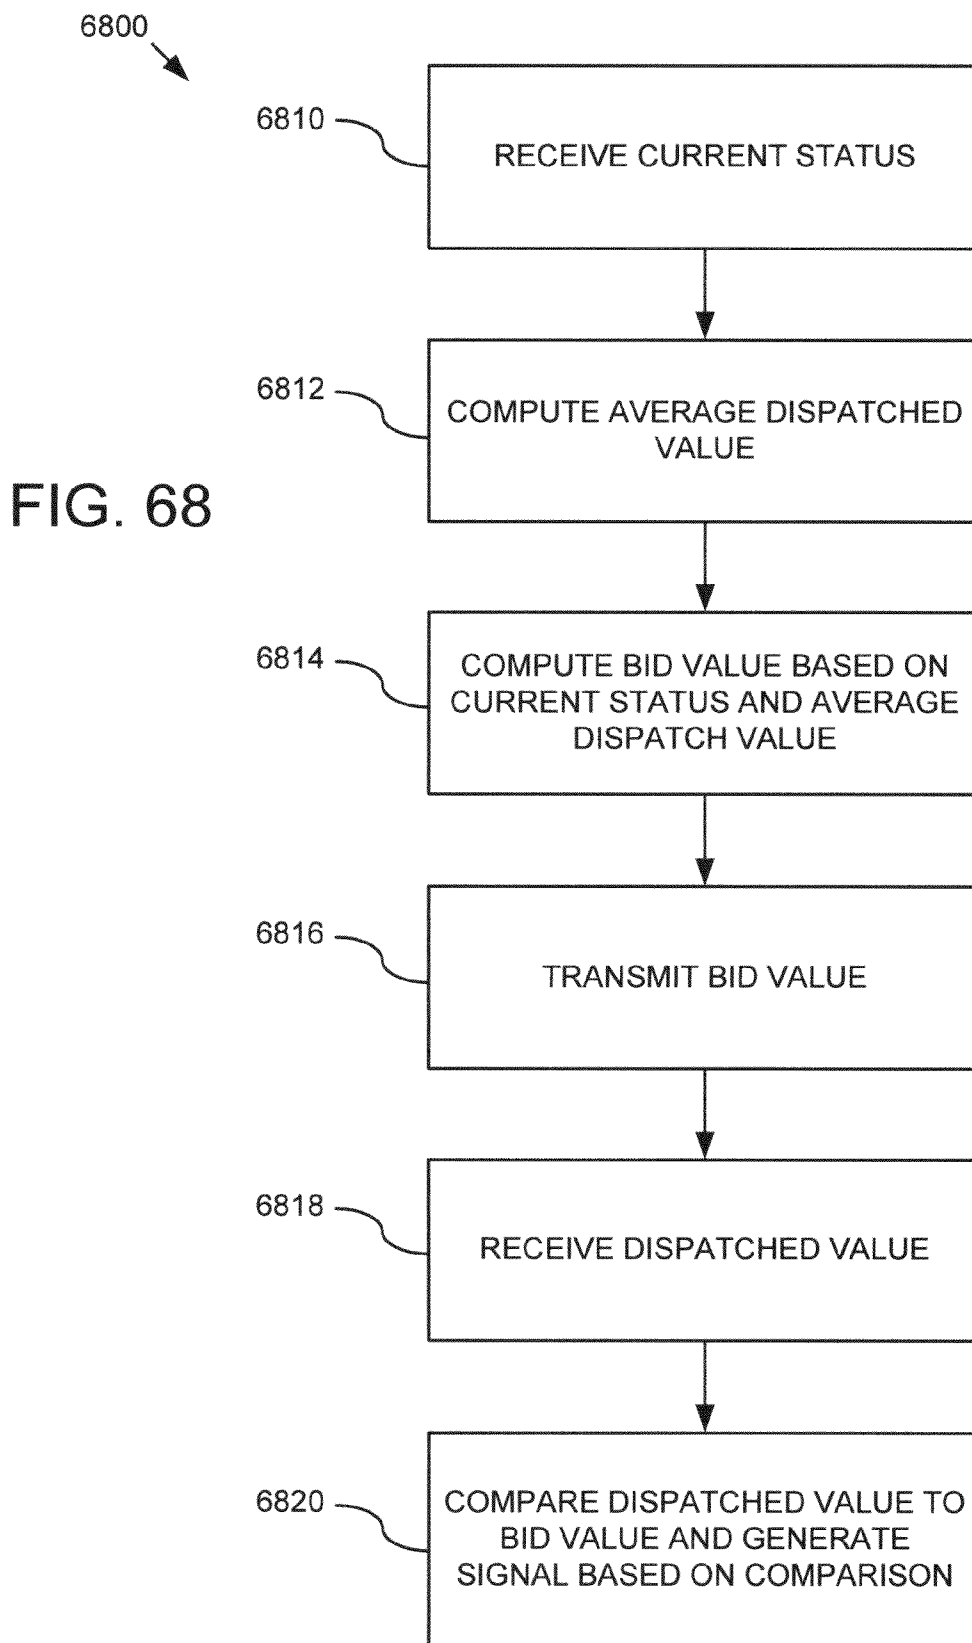 6800
6810
RECEIVE CURRENT STATUS
6812
COMPUTE AVERAGE DISPATCHED
VALUE
FIG. 68
6814
COMPUTE BID VALUE BASED ON
CURRENT STATUS AND AVERAGE
DISPATCH VALUE
6816
TRANSMIT BID VALUE
6818
RECEIVE DISPATCHED VALUE
6820
COMPARE DISPATCHED VALUE TO
BID VALUE AND GENERATE
SIGNAL BASED ON COMPARISON